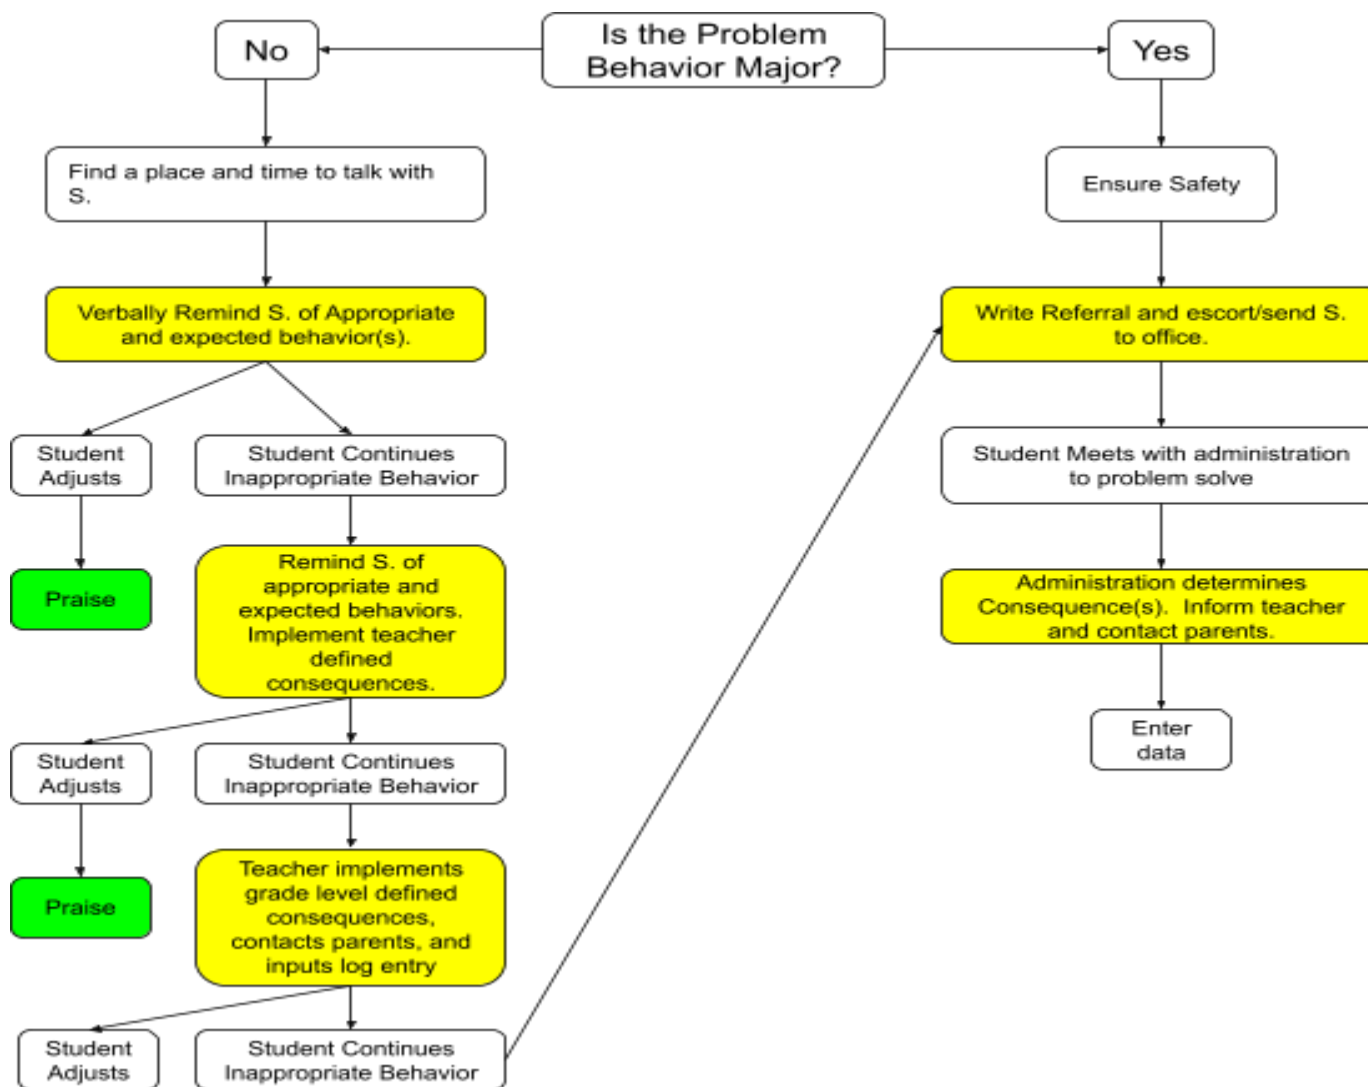 Is the Problem
Behavior Major?
No
Yes
Find a place and time to talk with
S.
Ensure Safety
Verbally Remind S. of Appropriate
and expected behavior(s).
Write Referral and escort/send S.
to office.
Student
Adjusts
Student Continues
Inappropriate Behavior
Student Meets with administration
to problem solve
Praise
Remind S. of
appropriate and
expected behaviors.
Implement teacher
defined
consequences.
Administration determines
Consequence(s). Inform teacher
and contact parents.
Student
Adjusts
Student Continues
Inappropriate Behavior
Enter
data
Praise
Teacher implements
grade level defined
consequences,
contacts parents, and
inputs log entry
Student
Adjusts
Student Continues
Inappropriate Behavior